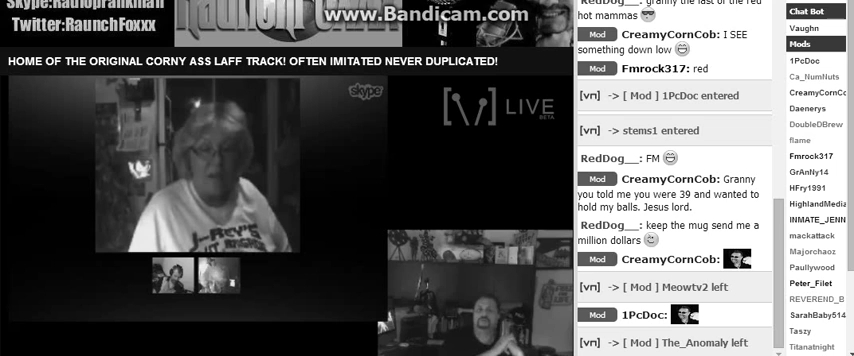 Skype:Radioprankman
Twitter:RaunchFoxxx
www.Bandicam.com
HOME OF THE ORIGINAL CORNY ASS LAFF TRACK! OFTEN IMITATED NEVER DUPLICATED!
skype
LIVE
BETA
RedDog__: granny the last of the red
hot mammas
Mod CreamyCornCob: I SEE
something down low
Mod Fmrock317: red
[vn] -> [ Mod ] 1PcDoc entered
[vn] -> stems1 entered
RedDog__: FM
Mod CreamyCornCob: Granny
you told me you were 39 and wanted to
hold my balls. Jesus lord.
RedDog__: keep the mug send me a
million dollars
Mod CreamyCornCob:
[vn] -> [ Mod ] Meowtv2 left
Mod 1PcDoc:
[vn] -> [ Mod ] The_Anomaly left
Chat Bot
Vaughn
Mods
1PcDoc
Ca_NumNuts
CreamyCornCo
Daenerys
DoubleDBrew
flame
Fmrock317
GrAnNy14
HFry1991
HighlandMedia
INMATE_JENN
mackattack
Majorchaoz
Paullywood
Peter_Filet
REVEREND_B
SarahBaby514
Taszy
Titanatnight